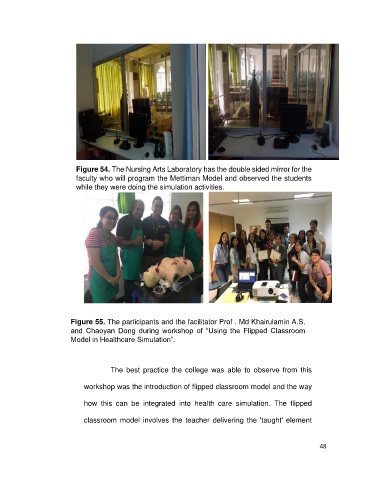 Figure 54. The Nursing Arts Laboratory has the double sided mirror for the
faculty who will program the Mettiman Model and observed the students
while they were doing the simulation activities.
Figure 55. The participants and the facilitator Prof . Md Khairulamin A.S.
and Chaoyan Dong during workshop of “Using the Flipped Classroom
Model in Healthcare Simulation”.
The best practice the college was able to observe from this
workshop was the introduction of flipped classroom model and the way
how this can be integrated into health care simulation. The flipped
classroom model involves the teacher delivering the 'taught' element
48